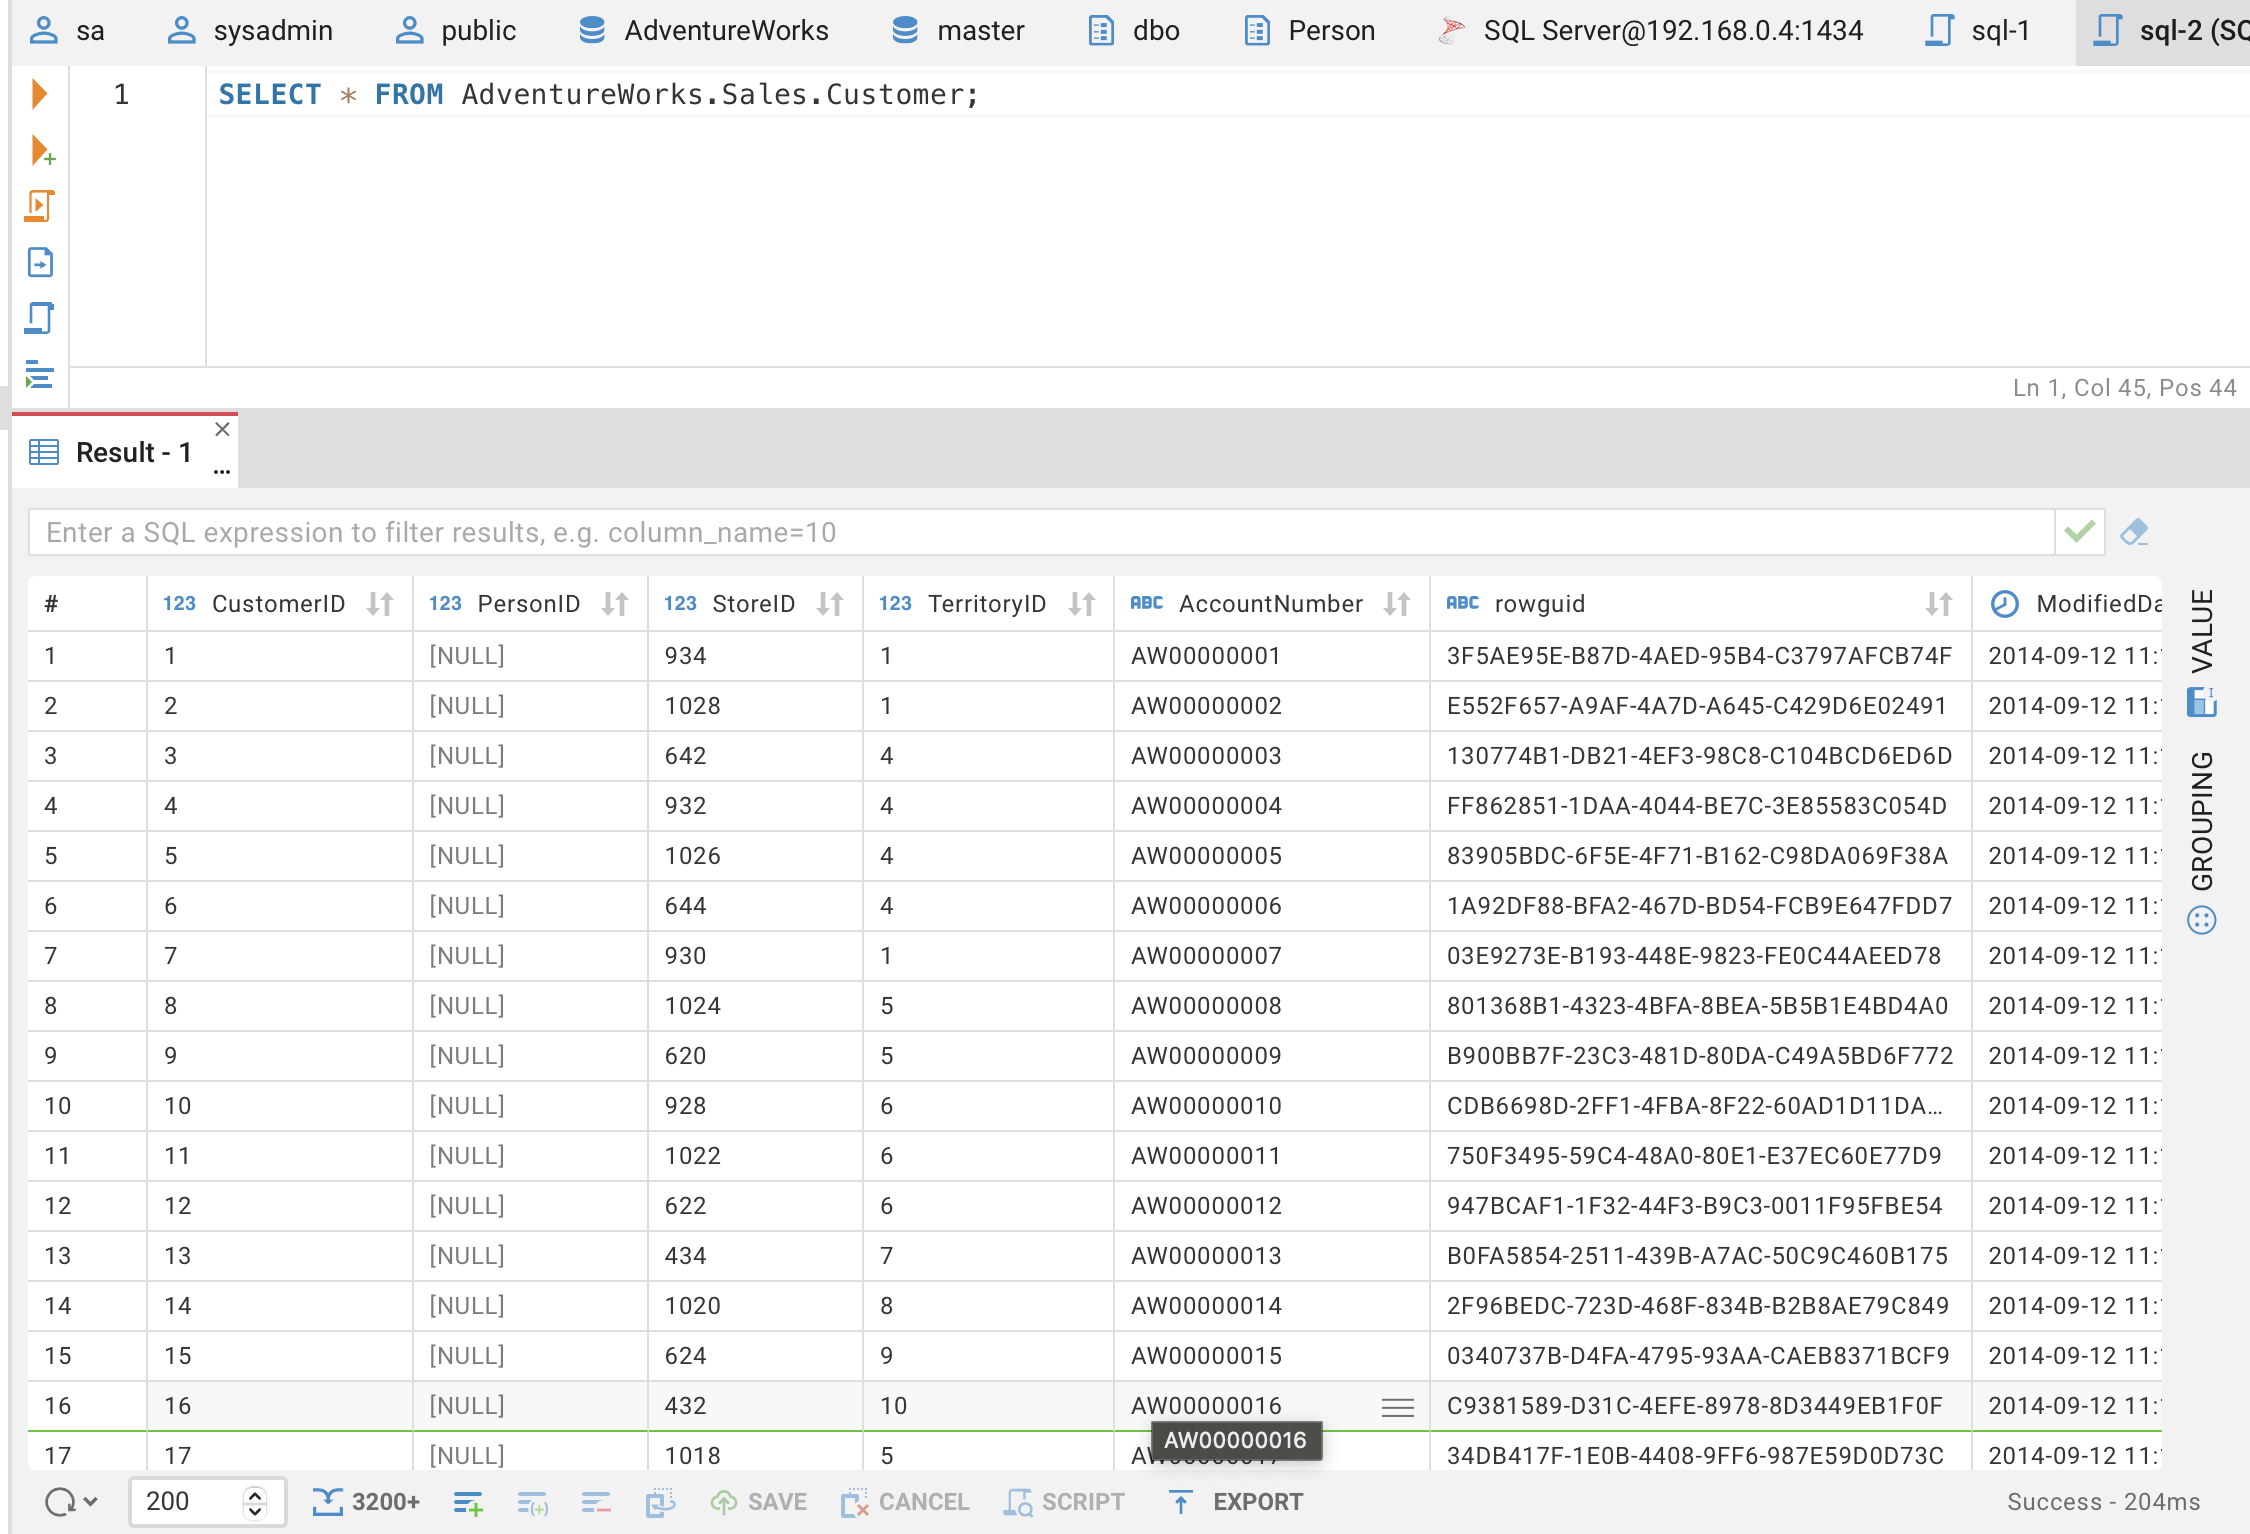 sa sysadmin public AdventureWorks master dbo Person SQL Server@192.168.0.4:1434 sql-1 sql-2 (SQ
1 SELECT * FROM AdventureWorks.Sales.Customer;
Ln 1, Col 45, Pos 44
Result - 1
Enter a SQL expression to filter results, e.g. column_name=10
# 123 CustomerID 123 PersonID 123 StoreID 123 TerritoryID ABC AccountNumber ABC rowguid ModifiedDa
1 1 [NULL] 934 1 AW00000001 3F5AE95E-B87D-4AED-95B4-C3797AFCB74F 2014-09-12 11:
2 2 [NULL] 1028 1 AW00000002 E552F657-A9AF-4A7D-A645-C429D6E02491 2014-09-12 11:
3 3 [NULL] 642 4 AW00000003 130774B1-DB21-4EF3-98C8-C104BCD6ED6D 2014-09-12 11:
4 4 [NULL] 932 4 AW00000004 FF862851-1DAA-4044-BE7C-3E85583C054D 2014-09-12 11:
5 5 [NULL] 1026 4 AW00000005 83905BDC-6F5E-4F71-B162-C98DA069F38A 2014-09-12 11:
6 6 [NULL] 644 4 AW00000006 1A92DF88-BFA2-467D-BD54-FCB9E647FDD7 2014-09-12 11:
7 7 [NULL] 930 1 AW00000007 03E9273E-B193-448E-9823-FE0C44AEED78 2014-09-12 11:
8 8 [NULL] 1024 5 AW00000008 801368B1-4323-4BFA-8BEA-5B5B1E4BD4A0 2014-09-12 11:
9 9 [NULL] 620 5 AW00000009 B900BB7F-23C3-481D-80DA-C49A5BD6F772 2014-09-12 11:
10 10 [NULL] 928 6 AW00000010 CDB6698D-2FF1-4FBA-8F22-60AD1D11DA... 2014-09-12 11:
11 11 [NULL] 1022 6 AW00000011 750F3495-59C4-48A0-80E1-E37EC60E77D9 2014-09-12 11:
12 12 [NULL] 622 6 AW00000012 947BCAF1-1F32-44F3-B9C3-0011F95FBE54 2014-09-12 11:
13 13 [NULL] 434 7 AW00000013 B0FA5854-2511-439B-A7AC-50C9C460B175 2014-09-12 11:
14 14 [NULL] 1020 8 AW00000014 2F96BEDC-723D-468F-834B-B2B8AE79C849 2014-09-12 11:
15 15 [NULL] 624 9 AW00000015 0340737B-D4FA-4795-93AA-CAEB8371BCF9 2014-09-12 11:
16 16 [NULL] 432 10 AW00000016 C9381589-D31C-4EFE-8978-8D3449EB1F0F 2014-09-12 11:
AW00000016
17 17 [NULL] 1018 5 34DB417F-1E0B-4408-9FF6-987E59D0D73C 2014-09-12 11:
VALUE
GROUPING
200 3200+ SAVE CANCEL SCRIPT EXPORT Success - 204ms